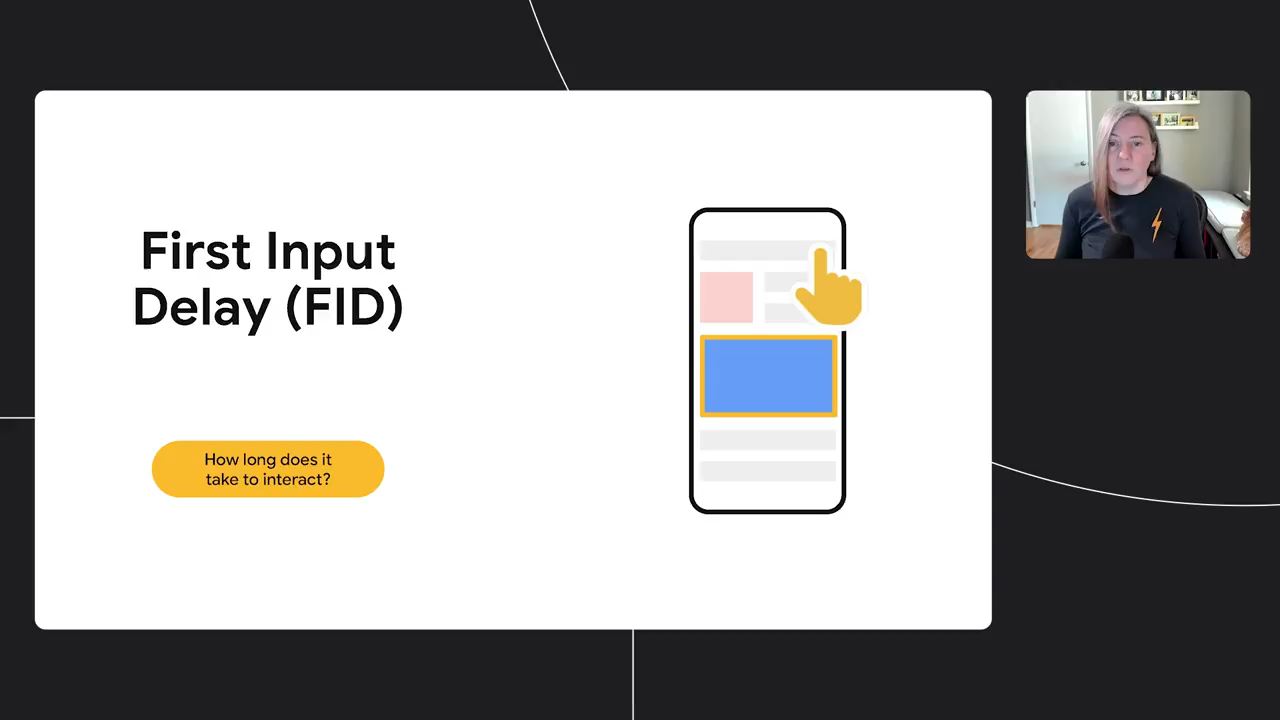 First Input
Delay (FID)
How long does it
take to interact?